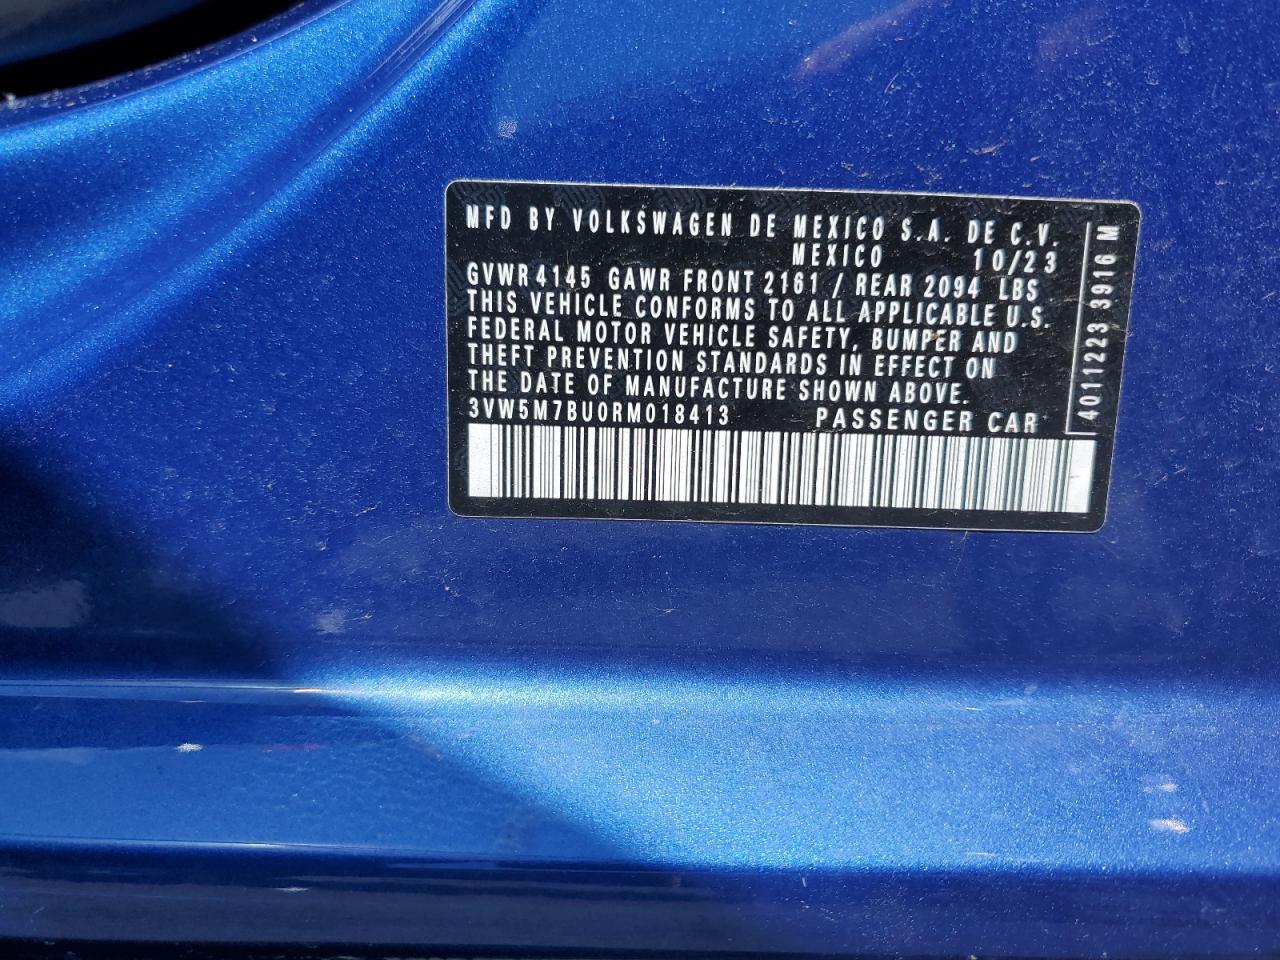 MFD BY VOLKSWAGEN DE MEXICO S.A. DE C.V.
MEXICO 10/23
GVWR 4145 GAWR FRONT 2161 / REAR 2094 LBS
THIS VEHICLE CONFORMS TO ALL APPLICABLE U.S.
FEDERAL MOTOR VEHICLE SAFETY, BUMPER AND
THEFT PREVENTION STANDARDS IN EFFECT ON
THE DATE OF MANUFACTURE SHOWN ABOVE.
3VW5M7BU0RM018413 PASSENGER CAR
4011223 3916 M